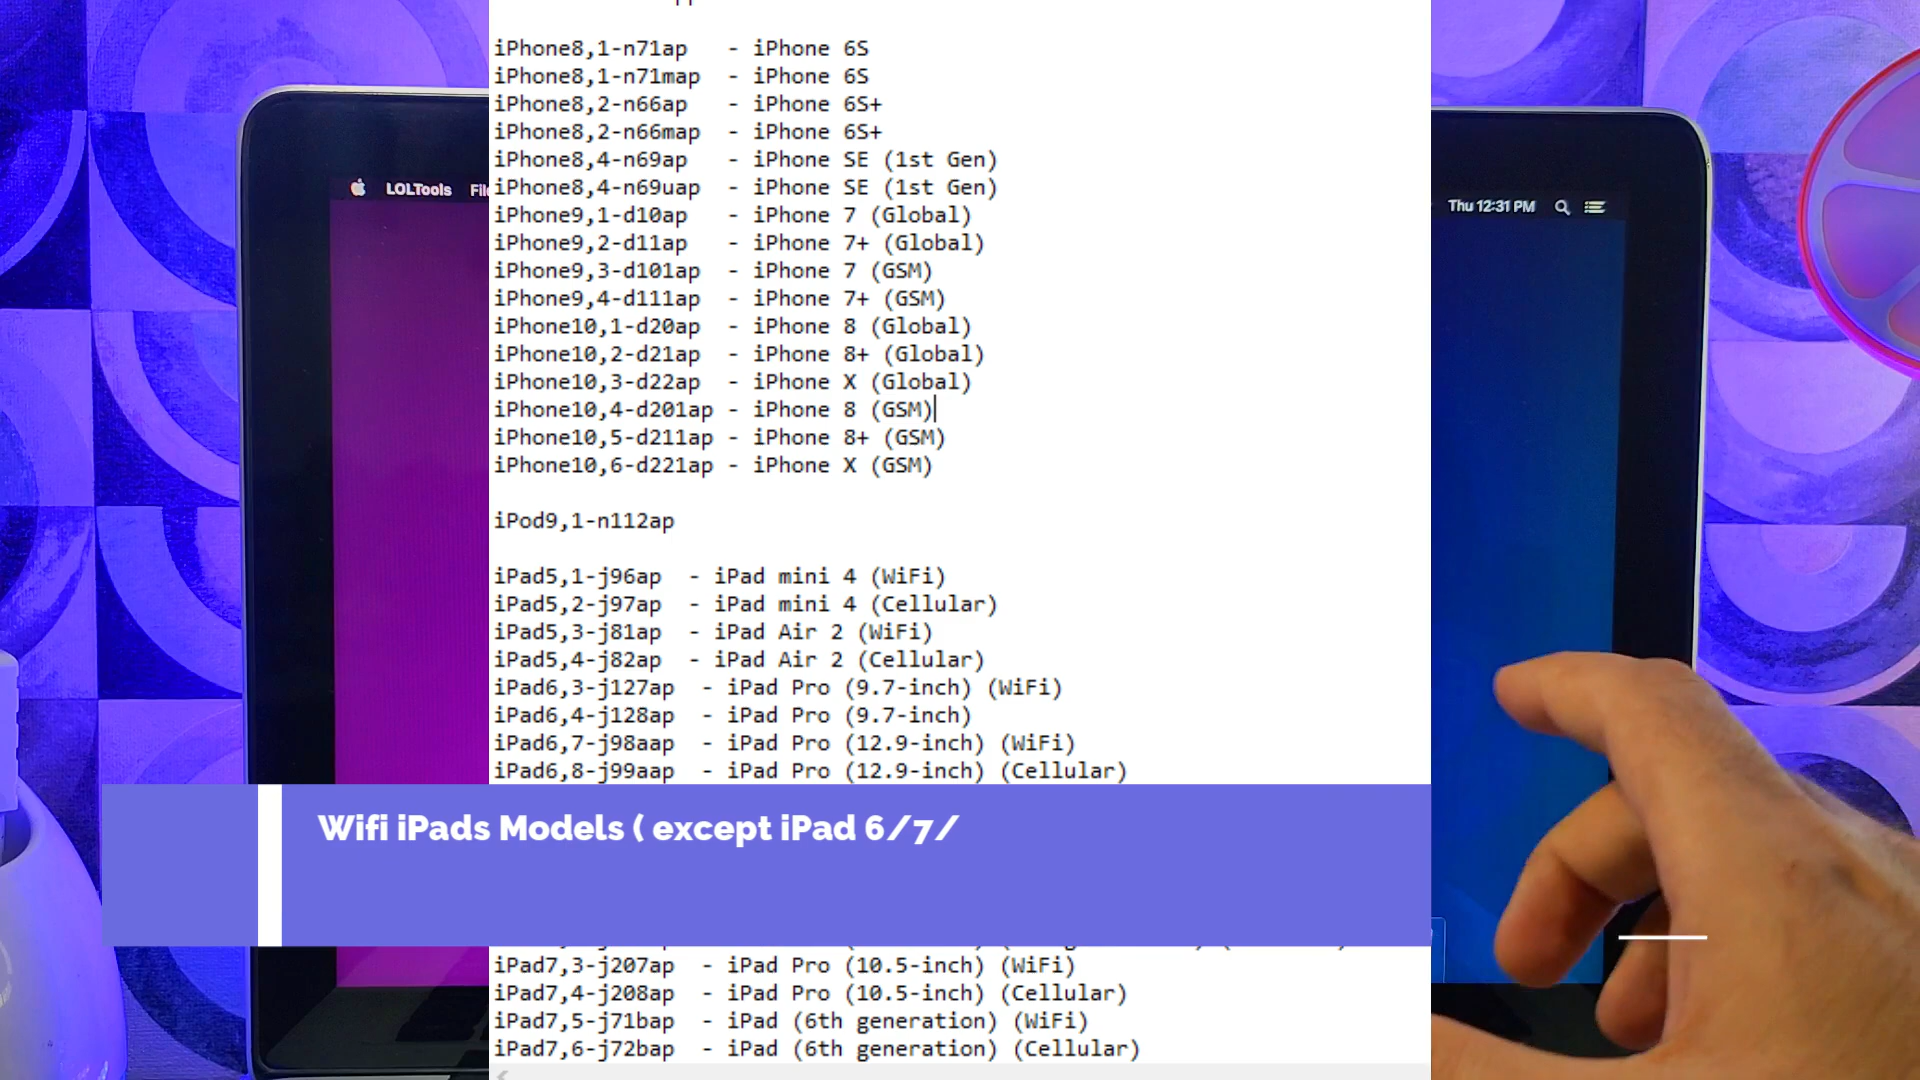 iPhone8,1-n71ap - iPhone 6S
iPhone8,1-n71map - iPhone 6S
iPhone8,2-n66ap - iPhone 6S+
iPhone8,2-n66map - iPhone 6S+
iPhone8,4-n69ap - iPhone SE (1st Gen)
iPhone8,4-n69uap - iPhone SE (1st Gen)
iPhone9,1-d10ap - iPhone 7 (Global)
iPhone9,2-d11ap - iPhone 7+ (Global)
iPhone9,3-d101ap - iPhone 7 (GSM)
iPhone9,4-d111ap - iPhone 7+ (GSM)
iPhone10,1-d20ap - iPhone 8 (Global)
iPhone10,2-d21ap - iPhone 8+ (Global)
iPhone10,3-d22ap - iPhone X (Global)
iPhone10,4-d201ap - iPhone 8 (GSM)
iPhone10,5-d211ap - iPhone 8+ (GSM)
iPhone10,6-d221ap - iPhone X (GSM)
iPod9,1-n112ap
iPad5,1-j96ap - iPad mini 4 (WiFi)
iPad5,2-j97ap - iPad mini 4 (Cellular)
iPad5,3-j81ap - iPad Air 2 (WiFi)
iPad5,4-j82ap - iPad Air 2 (Cellular)
iPad6,3-j127ap - iPad Pro (9.7-inch) (WiFi)
iPad6,4-j128ap - iPad Pro (9.7-inch)
iPad6,7-j98aap - iPad Pro (12.9-inch) (WiFi)
iPad6,8-j99aap - iPad Pro (12.9-inch) (Cellular)
Wifi iPads Models ( except iPad 6/7/
iPad7,3-j207ap - iPad Pro (10.5-inch) (WiFi)
iPad7,4-j208ap - iPad Pro (10.5-inch) (Cellular)
iPad7,5-j71bap - iPad (6th generation) (WiFi)
iPad7,6-j72bap - iPad (6th generation) (Cellular)
LOLTools
Thu 12:31 PM